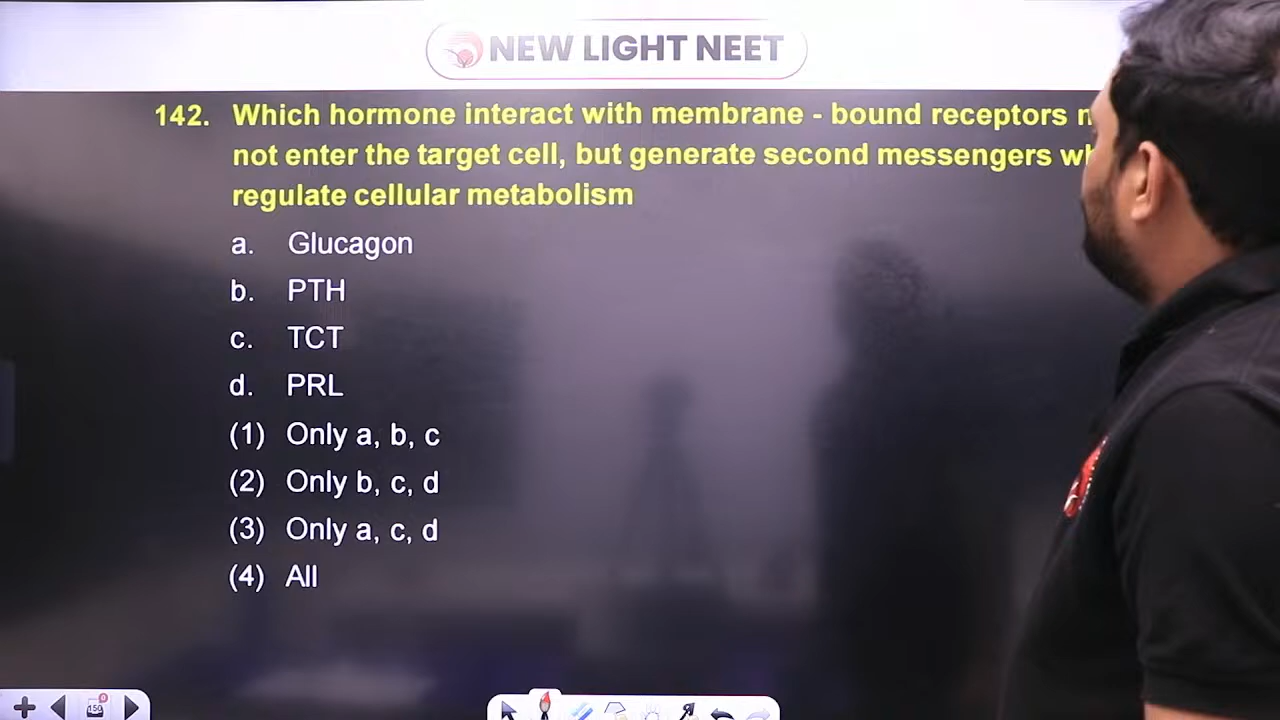 NEW LIGHT NEET
142. Which hormone interact with membrane - bound receptors
not enter the target cell, but generate second messengers
regulate cellular metabolism
a. Glucagon
b. PTH
c. TCT
d. PRL
(1) Only a, b, c
(2) Only b, c, d
(3) Only a, c, d
(4) All
150